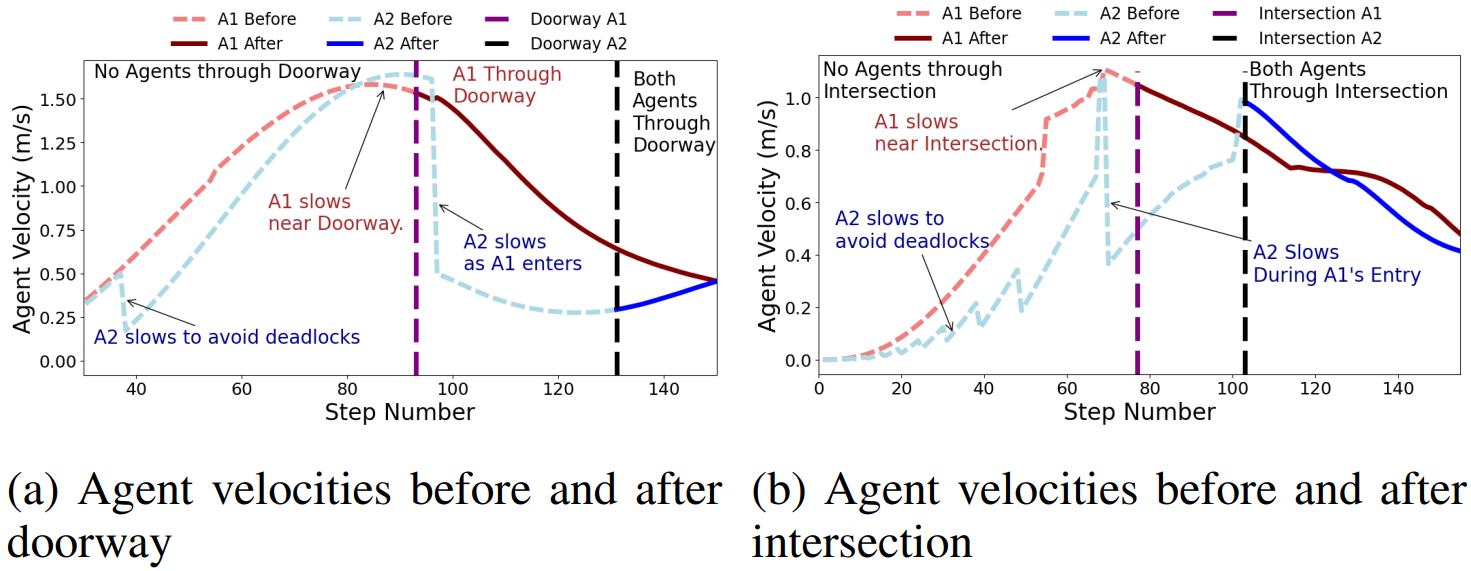 A1 Before
A2 Before
Doorway A1
A1 After
A2 After
Doorway A2
No Agents through Doorway
A1 Through
Doorway
Both
Agents
Through
Doorway
A1 slows
near Doorway.
A2 slows
as A1 enters
A2 slows to avoid deadlocks
Agent Velocity (m/s)
1.50
1.25
1.00
0.75
0.50
0.25
0.00
40
60
80
100
120
140
Step Number
(a) Agent velocities before and after
doorway
A1 Before
A2 Before
Intersection A1
A1 After
A2 After
Intersection A2
No Agents through
Intersection
Both Agents
Through Intersection
A1 slows
near Intersection.
A2 slows to
avoid deadlocks
A2 Slows
During A1's Entry
Agent Velocity (m/s)
1.0
0.8
0.6
0.4
0.2
0.0
0
20
40
60
80
100
120
140
Step Number
(b) Agent velocities before and after
intersection